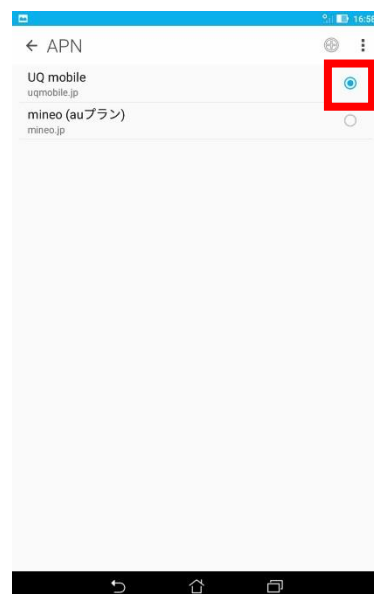 16:58
APN
UQ mobile
uqmobile.jp
mineo (auプラン)
mineo.jp